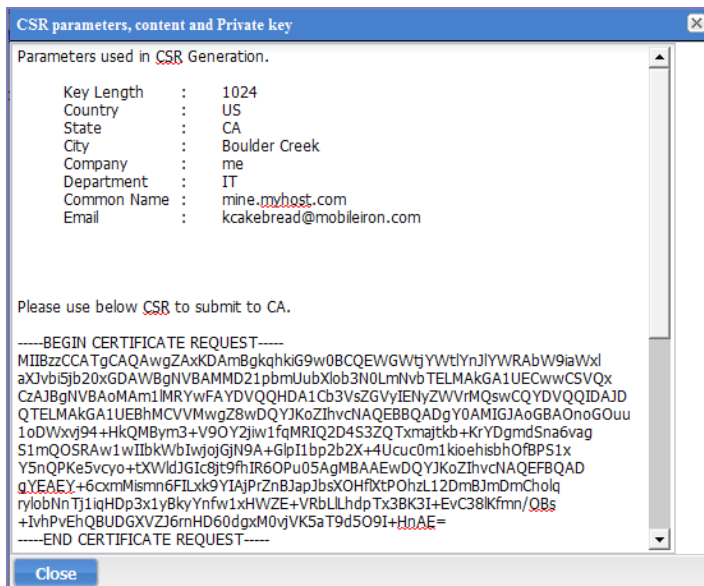 CSR parameters, content and Private key
Parameters used in CSR Generation.
Key Length : 1024
Country : US
State : CA
City : Boulder Creek
Company : me
Department : IT
Common Name : mine.myhost.com
Email : kcakebread@mobileiron.com
Please use below CSR to submit to CA.
-----BEGIN CERTIFICATE REQUEST-----
MIIBzzCCATgCAQAwgZAxKDAmBgkqhkiG9w0BCQEWGWtjYWtlYnJlYWRAbW9iaWxl
aXJvbi5jb20xGDAWBgNVBAMMD21pbmUubXlob3N0LmNvbTELMAkGA1UECwwCSVQx
CzAJBgNVBAoMAm1lMRYwFAYDVQQHDA1Cb3VsZGVyIENyZWVrMQswCQYDVQQIDAJD
QTELMAkGA1UEBhMCVVMwgZ8wDQYJKoZIhvcNAQEBBQADgY0AMIGJAoGBAOnoGOuu
1oDWxvj94+HkQMBym3+V9OY2jiw1fqMRIQ2D4S3ZQTxmajtkb+KrYDgmdSna6vag
S1mQOSRAw1wIIbkWbIwjojGjN9A+GlpI1bp2b2X+4Ucuc0m1kioehisbhOfBPS1x
Y5nQPKe5vcyo+tXWldJGIc8jt9fhIR6OPu05AgMBAAEwDQYJKoZIhvcNAQEFBQAD
gYEAEY+6cxmMismn6FILxk9YIAjPrZnBJapJbsXOHflXtPOhzL12DmBJmDmCholq
rylobNnTj1iqHDp3x1yBkyYnfw1xHWZE+VRbLlLhdpTx3BK3I+EvC38lKfmn/OBs
+IvhPvEhQBUDGXVZJ6rnHD60dgxM0vjVK5aT9d5O9I+HnAE=
-----END CERTIFICATE REQUEST-----
Close